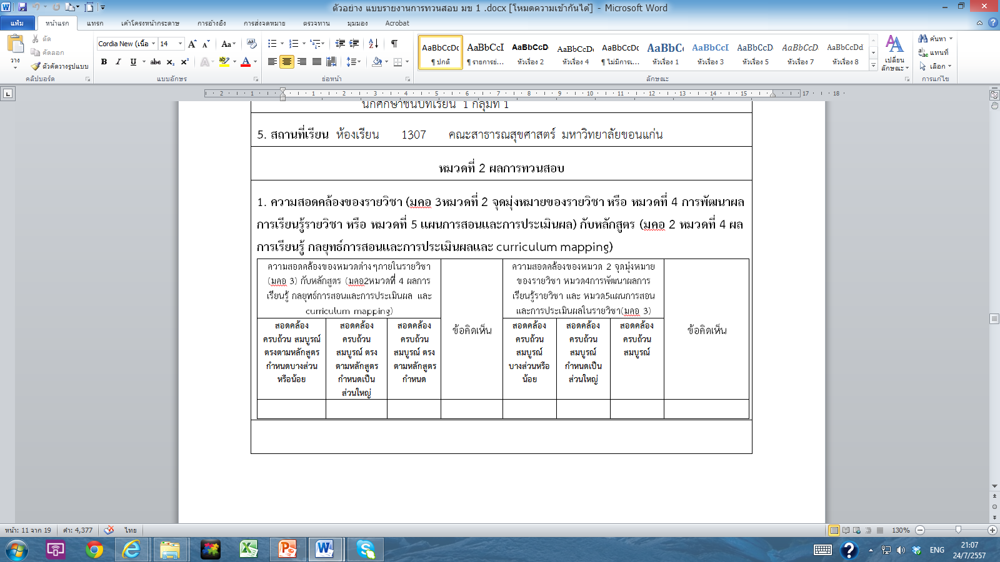 ตัวอย่าง แบบรายงานการทวนสอบ มข 1 .docx [โหมดความเข้ากันได้] - Microsoft Word
แฟ้ม หน้าแรก แทรก เค้าโครงหน้ากระดาษ การอ้างอิง การส่งจดหมาย ตรวจทาน มุมมอง Acrobat
วาง
ตัด
คัดลอก
ตัวคัดวางรูปแบบ
คลิปบอร์ด
Cordia New (เนื้อ 14
แบบอักษร
ย่อหน้า
AaBbCcDc AaBbCcI AaBbCcD AaBbCcD AaBbCcDc AaBbC AaBbCcI AaBbCcD AaBbCcD AaBbCcDd
¶ ปกติ ¶ รายการย่... หัวเรื่อง 2 หัวเรื่อง 4 ¶ ไม่มีการเ... หัวเรื่อง 1 หัวเรื่อง 3 หัวเรื่อง 5 หัวเรื่อง 7 หัวเรื่อง 8
ลักษณะ
เปลี่ยน
ลักษณะ
ค้นหา
แทนที่
เลือก
การแก้ไข
2 1 1 2 3 4 5 6 7 8 9 10 11 12 13 14 15 17 18
นักศึกษาชั้นปีที่เรียน 1 กลุ่มที่ 1
5. สถานที่เรียน ห้องเรียน 1307 คณะสาธารณสุขศาสตร์ มหาวิทยาลัยขอนแก่น
หมวดที่ 2 ผลการทวนสอบ
1. ความสอดคล้องของรายวิชา (มคอ 3หมวดที่ 2 จุดมุ่งหมายของรายวิชา หรือ หมวดที่ 4 การพัฒนาผล
การเรียนรู้รายวิชา หรือ หมวดที่ 5 แผนการสอนและการประเมินผล) กับหลักสูตร (มคอ 2 หมวดที่ 4 ผล
การเรียนรู้ กลยุทธ์การสอนและการประเมินผลและ curriculum mapping)
ความสอดคล้องของหมวดต่างๆภายในรายวิชา
(มคอ 3) กับหลักสูตร (มคอ2หมวดที่ 4 ผลการ
เรียนรู้ กลยุทธ์การสอนและการประเมินผล และ
curriculum mapping)
ข้อคิดเห็น
ความสอดคล้องของหมวด 2 จุดมุ่งหมาย
ของรายวิชา หมวด4การพัฒนาผลการ
เรียนรู้รายวิชา และ หมวด5แผนการสอน
และการประเมินผลในรายวิชา(มคอ 3)
ข้อคิดเห็น
สอดคล้อง
ครบถ้วน สมบูรณ์
ตรงตามหลักสูตร
กำหนดบางส่วน
หรือน้อย
สอดคล้อง
ครบถ้วน
สมบูรณ์ ตรง
ตามหลักสูตร
กำหนดเป็น
ส่วนใหญ่
สอดคล้อง
ครบถ้วน
สมบูรณ์ ตรง
ตามหลักสูตร
กำหนด
สอดคล้อง
ครบถ้วน
สมบูรณ์
บางส่วนหรือ
น้อย
สอดคล้อง
ครบถ้วน
สมบูรณ์
กำหนดเป็น
ส่วนใหญ่
สอดคล้อง
ครบถ้วน
สมบูรณ์
หน้า: 11 จาก 19 คำ: 4,377 ไทย 130%
ENG
21:07
24/7/2557